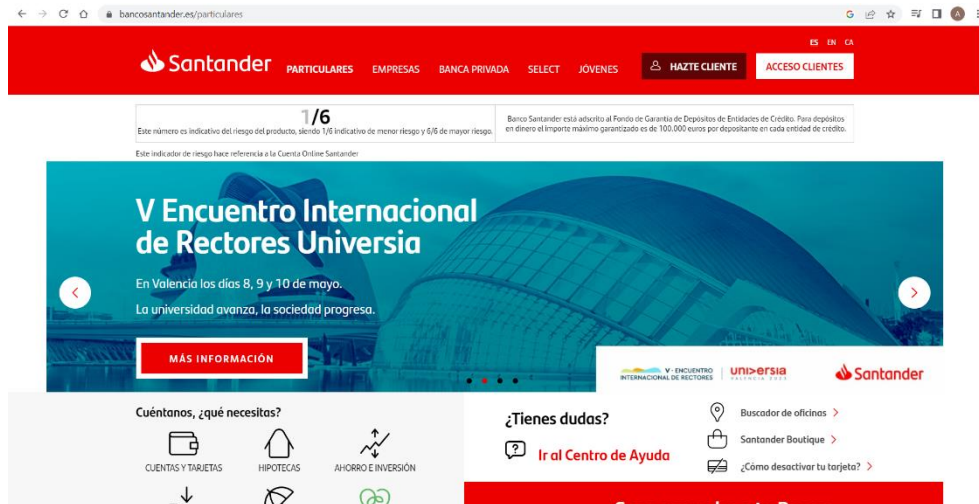 bancosantander.es/particulares
ES EN CA
Santander PARTICULARES EMPRESAS BANCA PRIVADA SELECT JÓVENES HAZTE CLIENTE ACCESO CLIENTES
1/6
Este número es indicativo del riesgo del producto, siendo 1/6 indicativo de menor riesgo y 6/6 de mayor riesgo.
Banco Santander está adscrito al Fondo de Garantía de Depósitos de Entidades de Crédito. Para depósitos
en dinero el importe máximo garantizado es de 100.000 euros por depositante en cada entidad de crédito.
Este indicador de riesgo hace referencia a la Cuenta Online Santander
V Encuentro Internacional
de Rectores Universia
En Valencia los días 8, 9 y 10 de mayo.
La universidad avanza, la sociedad progresa.
MÁS INFORMACIÓN
V · ENCUENTRO
INTERNACIONAL DE RECTORES
UNI>ERSIA
VALENCIA 2023
Santander
Cuéntanos, ¿qué necesitas?
CUENTAS Y TARJETAS
HIPOTECAS
AHORRO E INVERSIÓN
¿Tienes dudas?
Ir al Centro de Ayuda
Buscador de oficinas >
Santander Boutique >
¿Cómo desactivar tu tarjeta? >